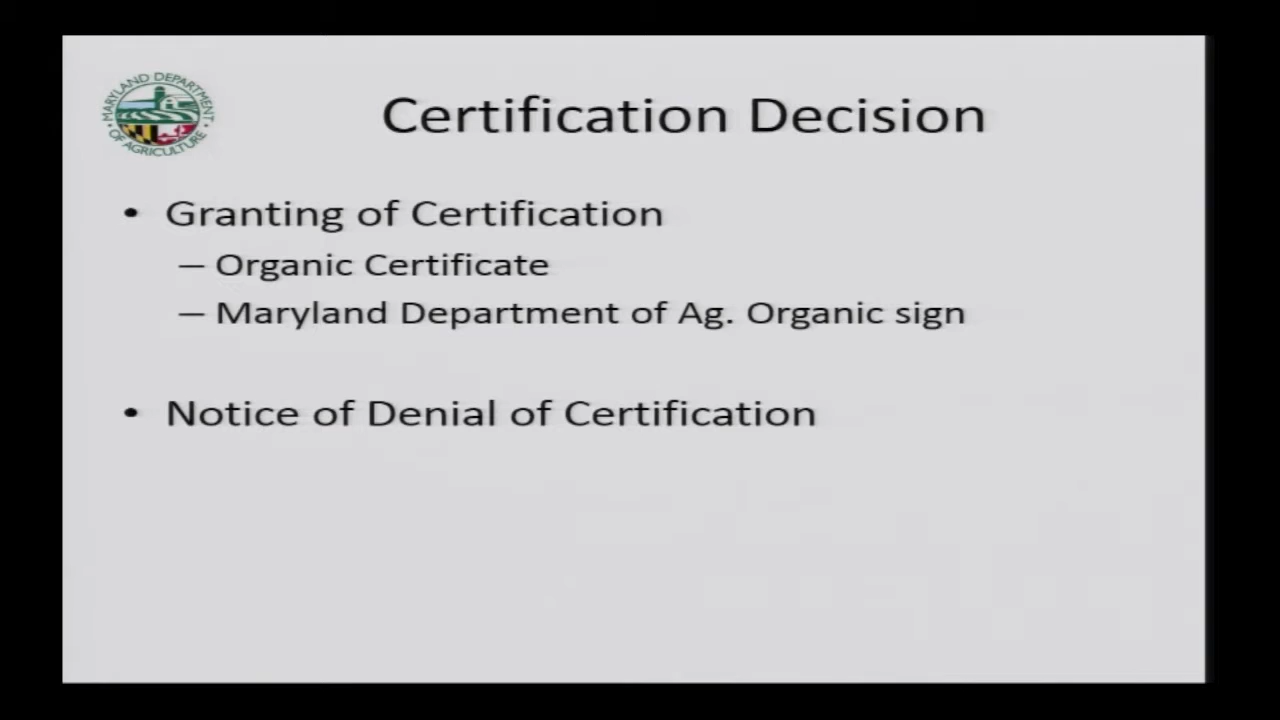 MARYLAND DEPARTMENT
OF AGRICULTURE
Certification Decision
• Granting of Certification
– Organic Certificate
– Maryland Department of Ag. Organic sign
• Notice of Denial of Certification